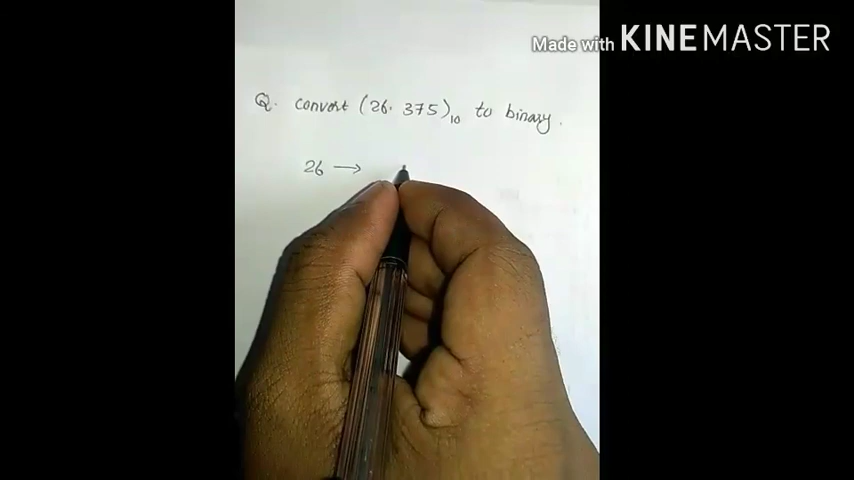 Made with KINEMASTER
Q. convert (26.375)₁₀ to binary.
26 →